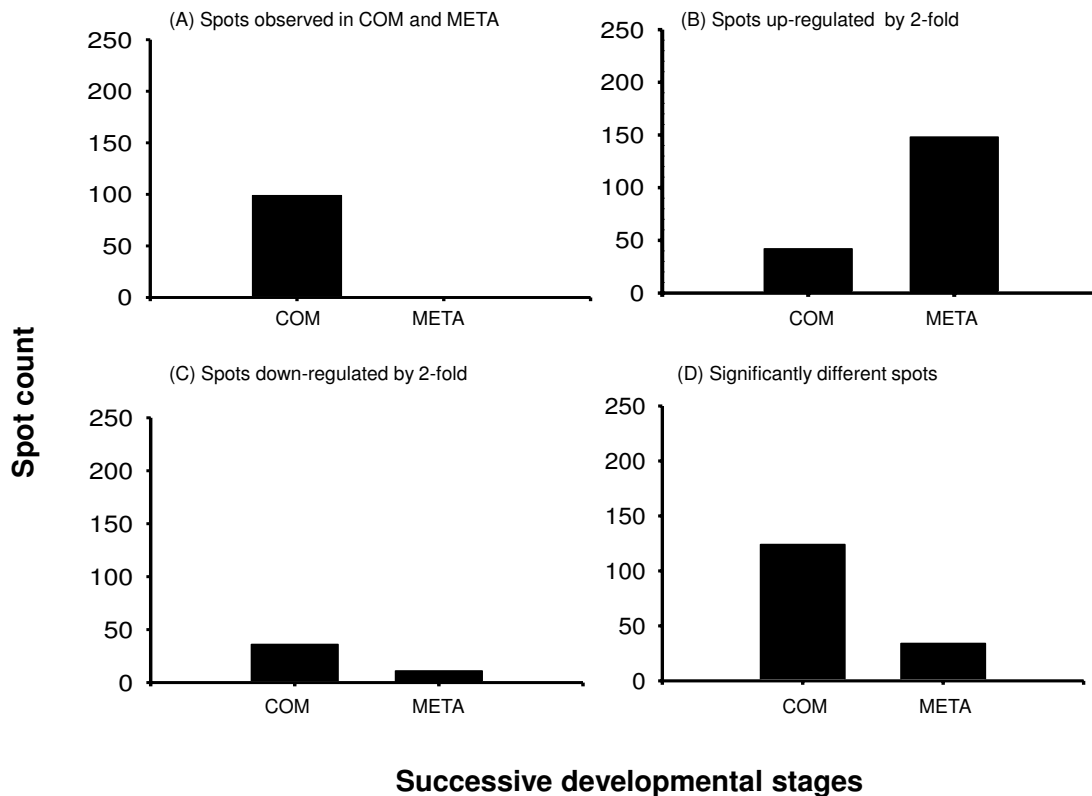 (A) Spots observed in COM and META
250
200
150
100
50
0
COM META
(B) Spots up-regulated by 2-fold
250
200
150
100
50
0
COM META
(C) Spots down-regulated by 2-fold
250
200
150
100
50
0
COM META
(D) Significantly different spots
250
200
150
100
50
0
COM META
Spot count
Successive developmental stages